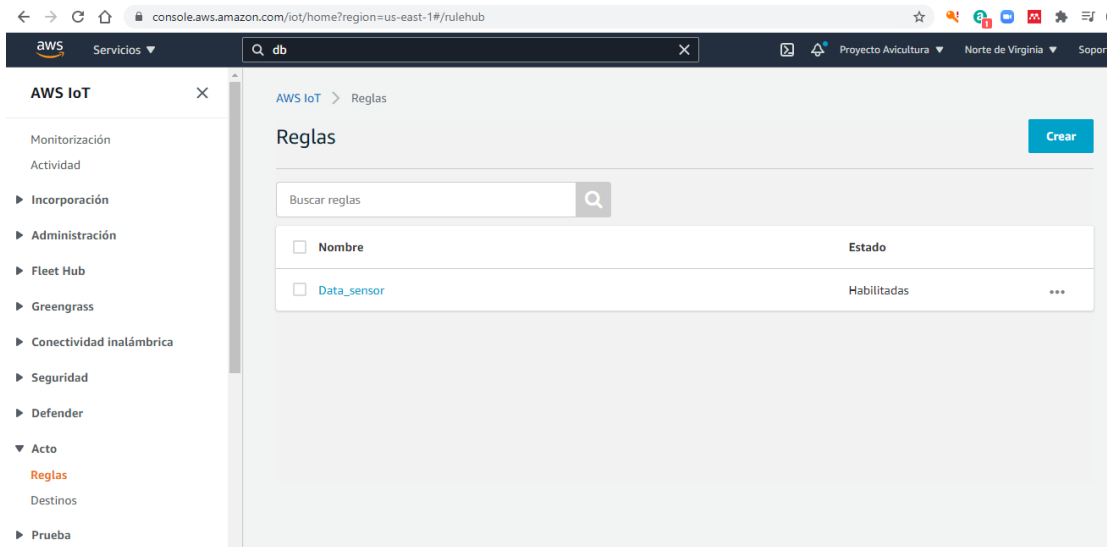 console.aws.amazon.com/iot/home?region=us-east-1#/rulehub
aws Servicios db Proyecto Avicultura Norte de Virginia Sopor
AWS IoT
Monitorización
Actividad
Incorporación
Administración
Fleet Hub
Greengrass
Conectividad inalámbrica
Seguridad
Defender
Acto
Reglas
Destinos
Prueba
AWS IoT > Reglas
Reglas
Crear
Buscar reglas
Nombre Estado
Data_sensor Habilitadas